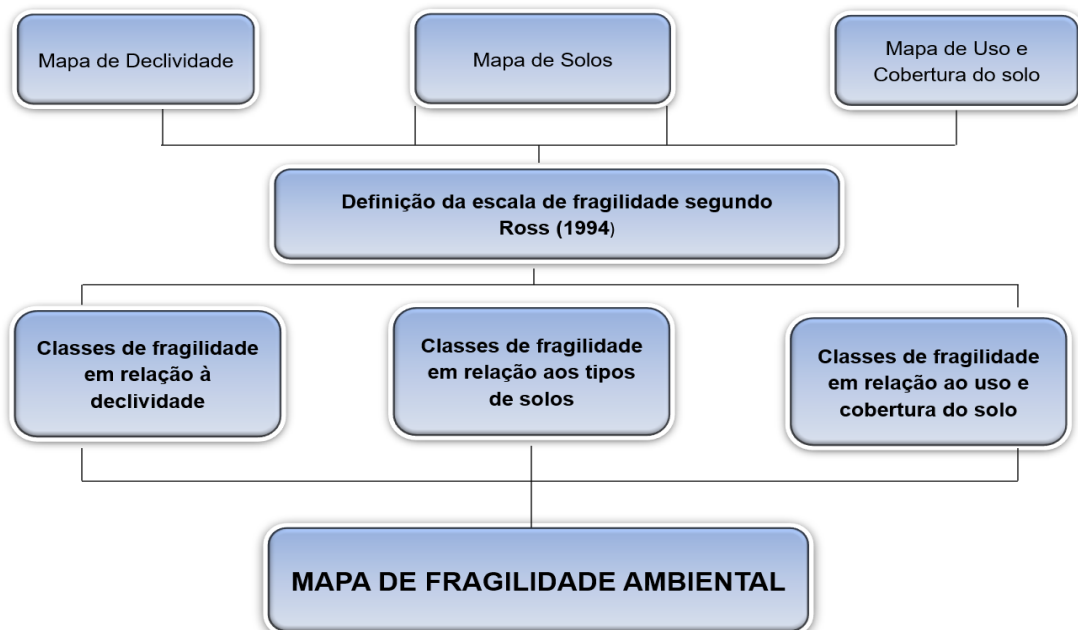 Mapa de Declividade
Mapa de Solos
Mapa de Uso e
Cobertura do solo
Definição da escala de fragilidade segundo
Ross (1994)
Classes de fragilidade
em relação à
declividade
Classes de fragilidade
em relação aos tipos
de solos
Classes de fragilidade
em relação ao uso e
cobertura do solo
MAPA DE FRAGILIDADE AMBIENTAL